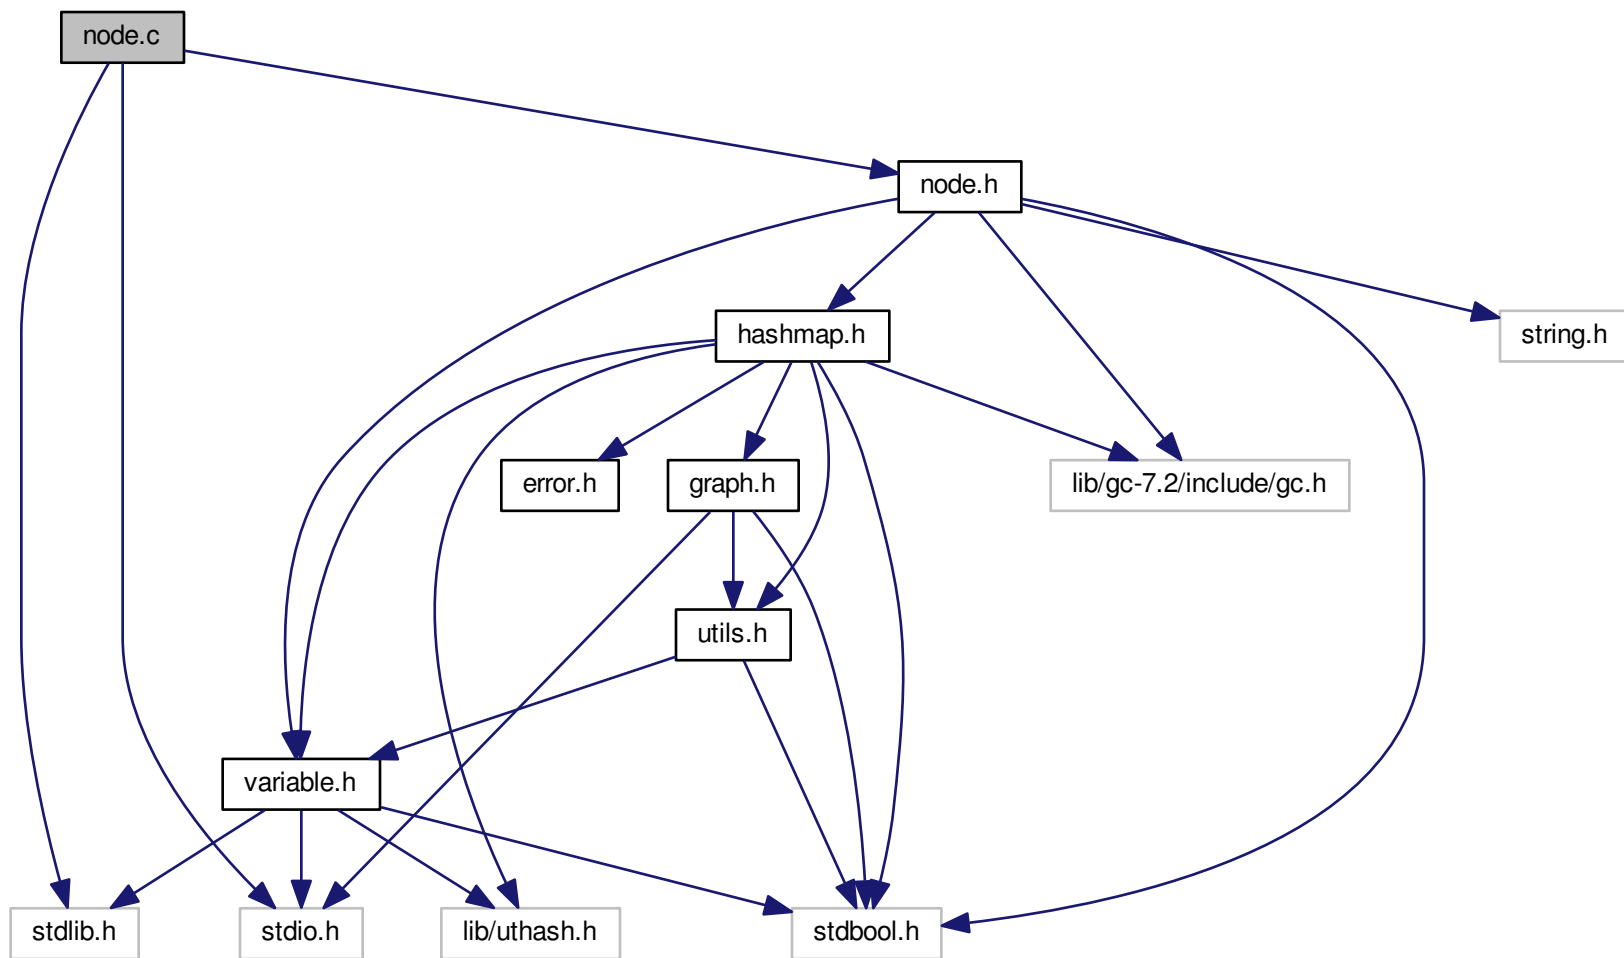 node.c
node.h
hashmap.h
string.h
error.h
graph.h
lib/gc-7.2/include/gc.h
utils.h
variable.h
stdlib.h
stdio.h
lib/uthash.h
stdbool.h